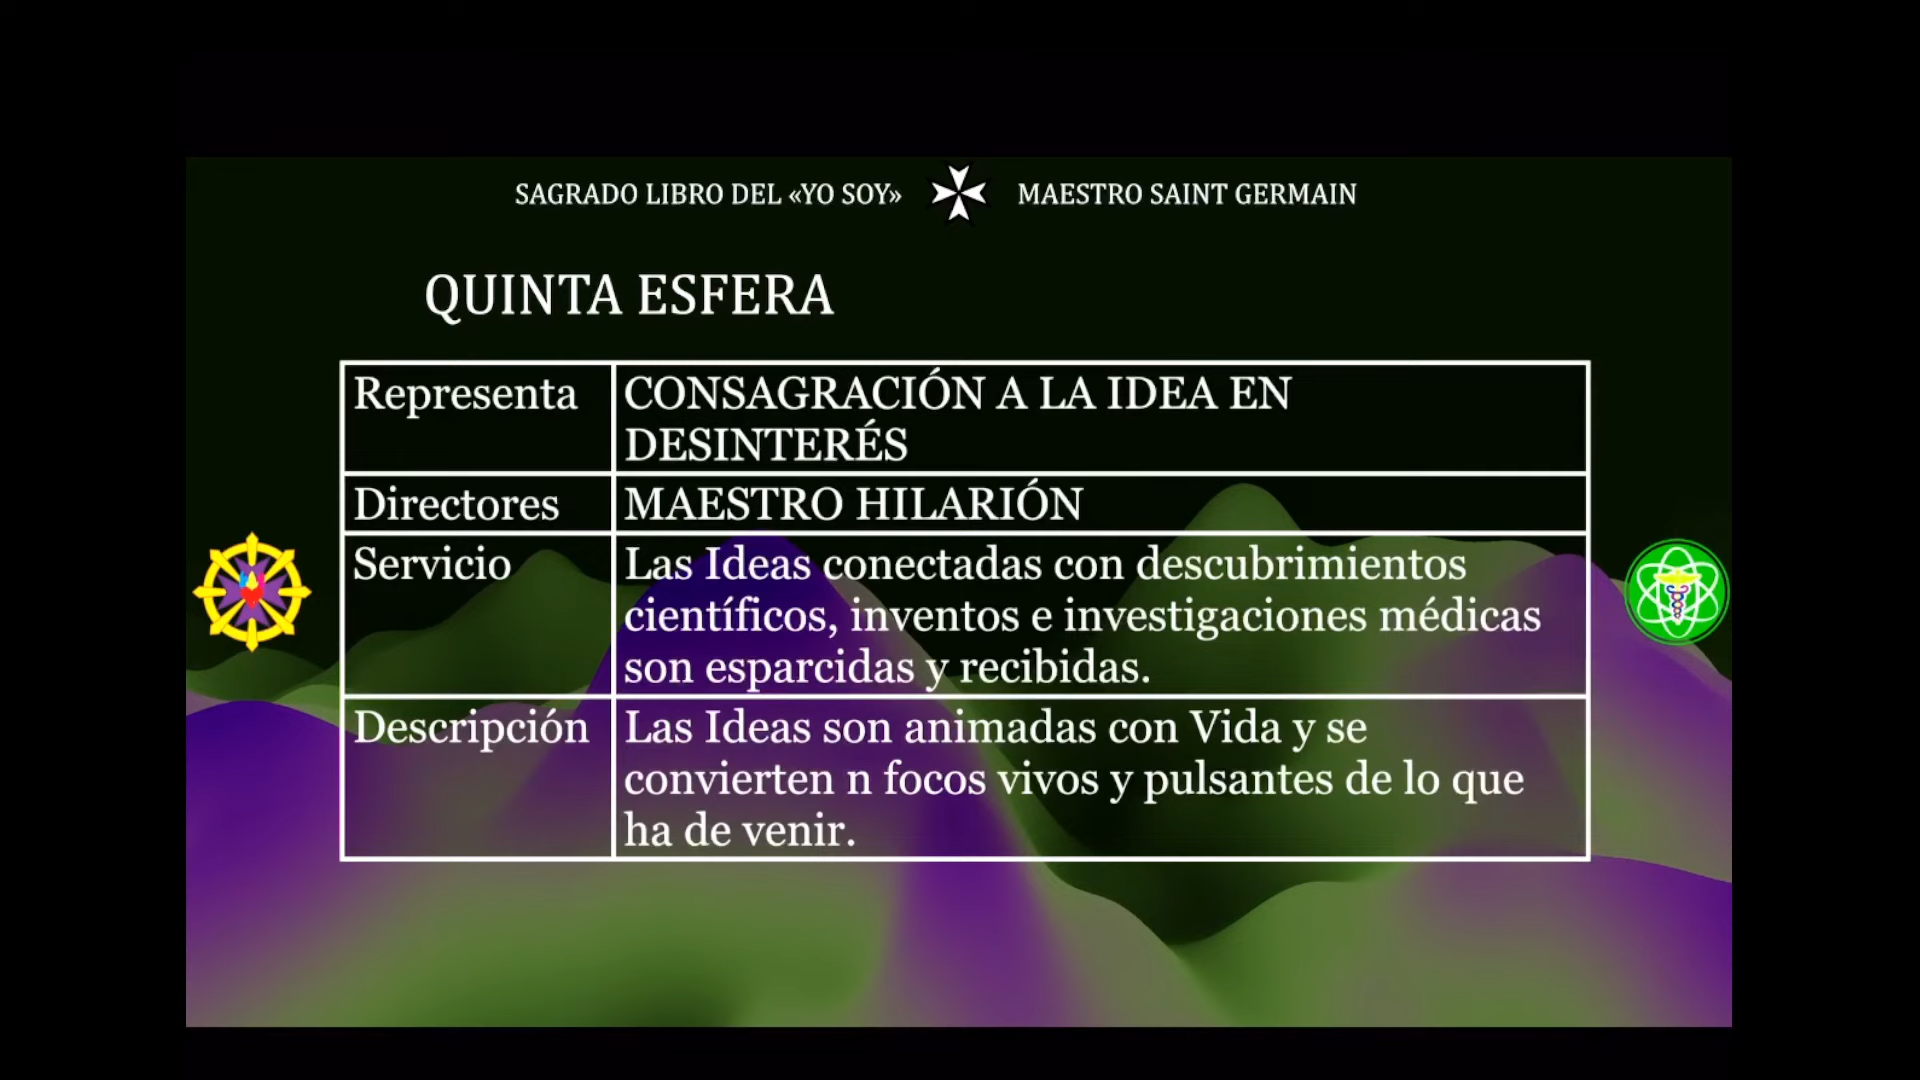 SAGRADO LIBRO DEL «YO SOY» MAESTRO SAINT GERMAIN
QUINTA ESFERA
Representa CONSAGRACIÓN A LA IDEA EN
DESINTERÉS
Directores MAESTRO HILARIÓN
Servicio Las Ideas conectadas con descubrimientos
científicos, inventos e investigaciones médicas
son esparcidas y recibidas.
Descripción Las Ideas son animadas con Vida y se
convierten n focos vivos y pulsantes de lo que
ha de venir.